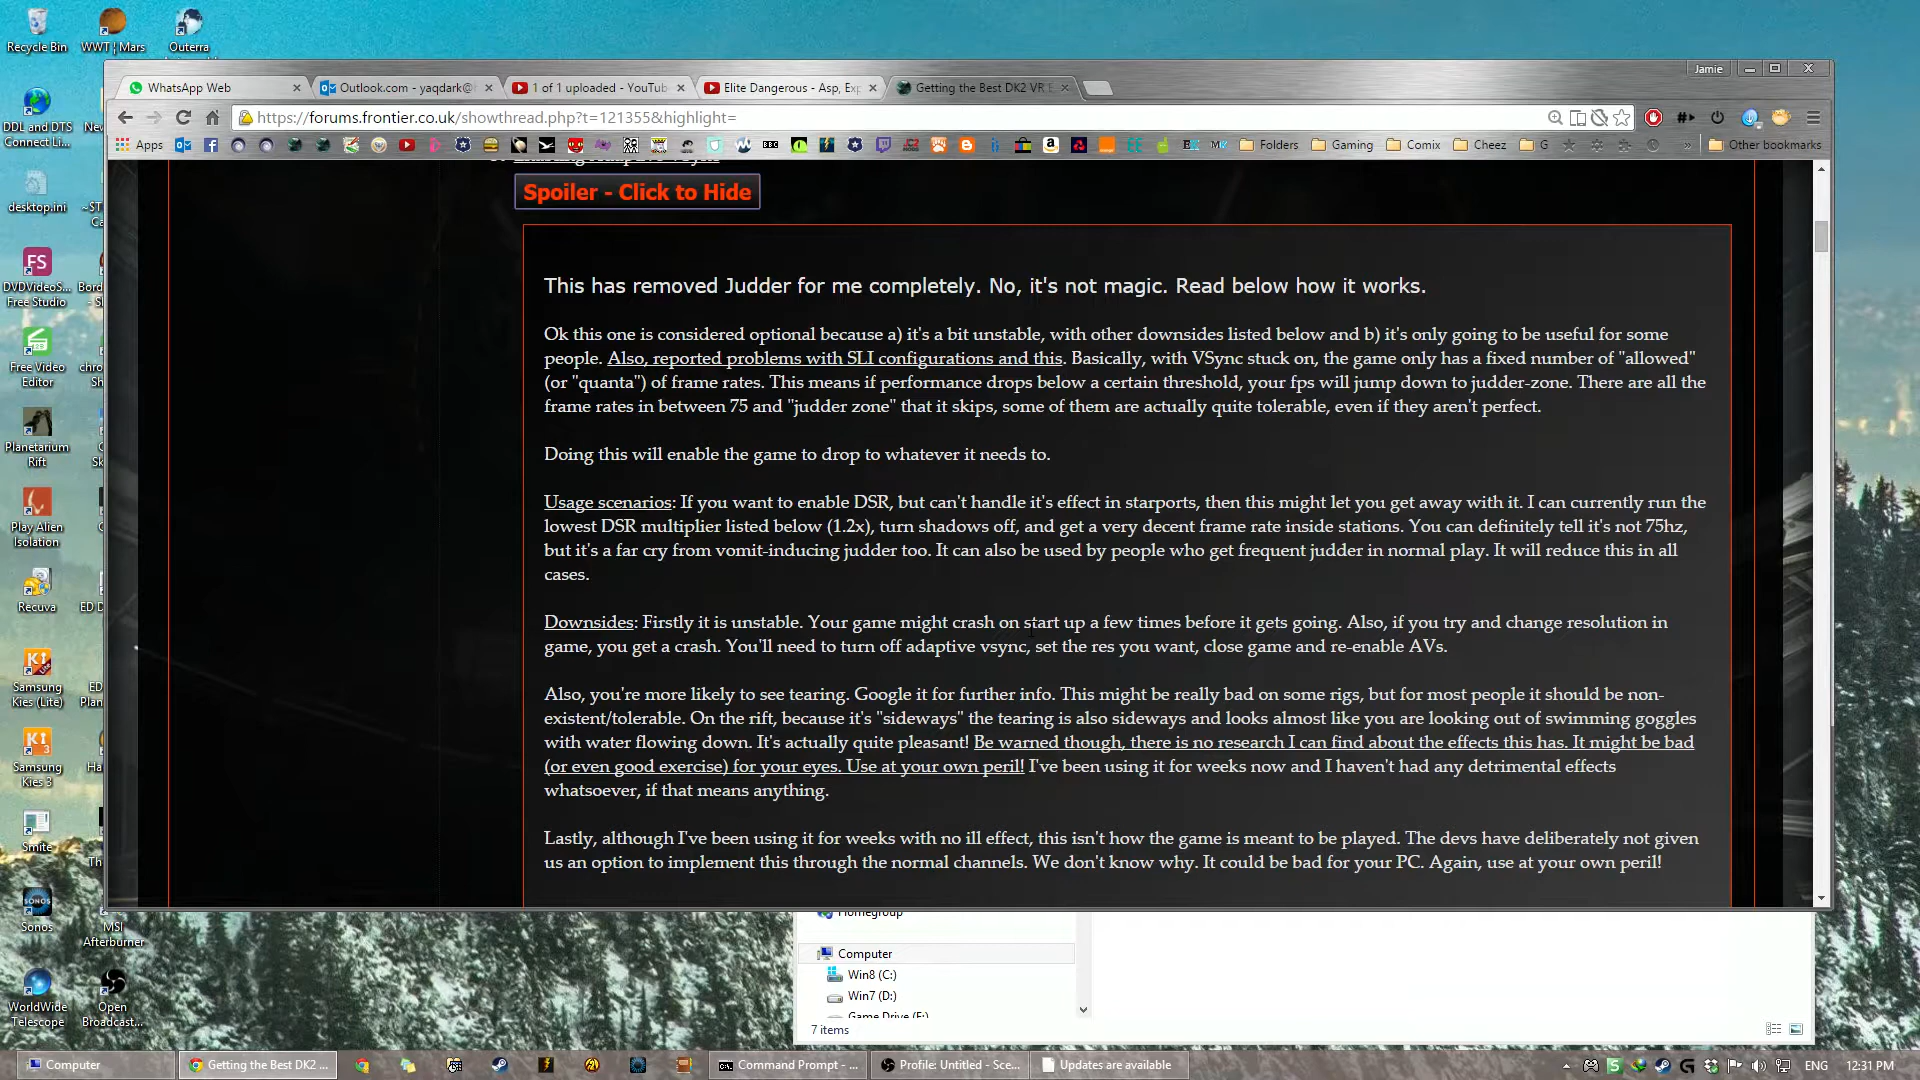 Recycle Bin
WWT ¦ Mars
Outerra
Jamie
WhatsApp Web
Outlook.com - yaqdark@
1 of 1 uploaded - YouTub
Elite Dangerous - Asp, Exp
Getting the Best DK2 VR E
https://forums.frontier.co.uk/showthread.php?t=121355&highlight=
Apps
Folders
Gaming
Comix
Cheez
G
Other bookmarks
Spoiler - Click to Hide
This has removed Judder for me completely. No, it's not magic. Read below how it works.
Ok this one is considered optional because a) it's a bit unstable, with other downsides listed below and b) it's only going to be useful for some
people. Also, reported problems with SLI configurations and this. Basically, with VSync stuck on, the game only has a fixed number of "allowed"
(or "quanta") of frame rates. This means if performance drops below a certain threshold, your fps will jump down to judder-zone. There are all the
frame rates in between 75 and "judder zone" that it skips, some of them are actually quite tolerable, even if they aren't perfect.
Doing this will enable the game to drop to whatever it needs to.
Usage scenarios: If you want to enable DSR, but can't handle it's effect in starports, then this might let you get away with it. I can currently run the
lowest DSR multiplier listed below (1.2x), turn shadows off, and get a very decent frame rate inside stations. You can definitely tell it's not 75hz,
but it's a far cry from vomit-inducing judder too. It can also be used by people who get frequent judder in normal play. It will reduce this in all
cases.
Downsides: Firstly it is unstable. Your game might crash on start up a few times before it gets going. Also, if you try and change resolution in
game, you get a crash. You'll need to turn off adaptive vsync, set the res you want, close game and re-enable AVs.
Also, you're more likely to see tearing. Google it for further info. This might be really bad on some rigs, but for most people it should be non-
existent/tolerable. On the rift, because it's "sideways" the tearing is also sideways and looks almost like you are looking out of swimming goggles
with water flowing down. It's actually quite pleasant! Be warned though, there is no research I can find about the effects this has. It might be bad
(or even good exercise) for your eyes. Use at your own peril! I've been using it for weeks now and I haven't had any detrimental effects
whatsoever, if that means anything.
Lastly, although I've been using it for weeks with no ill effect, this isn't how the game is meant to be played. The devs have deliberately not given
us an option to implement this through the normal channels. We don't know why. It could be bad for your PC. Again, use at your own peril!
DDL and DTS
Connect Li...
desktop.ini
DVDVideoS...
Free Studio
Free Video
Editor
Planetarium
Rift
Play Alien
Isolation
Recuva
Samsung
Kies (Lite)
Samsung
Kies 3
Smite
Sonos
MSI
Afterburner
WorldWide
Telescope
Open
Broadcast...
Homegroup
Computer
Win8 (C:)
Win7 (D:)
Game Drive (E:)
7 items
Computer
Getting the Best DK2 ...
Command Prompt - ...
Profile: Untitled - Sce...
Updates are available
ENG
12:31 PM